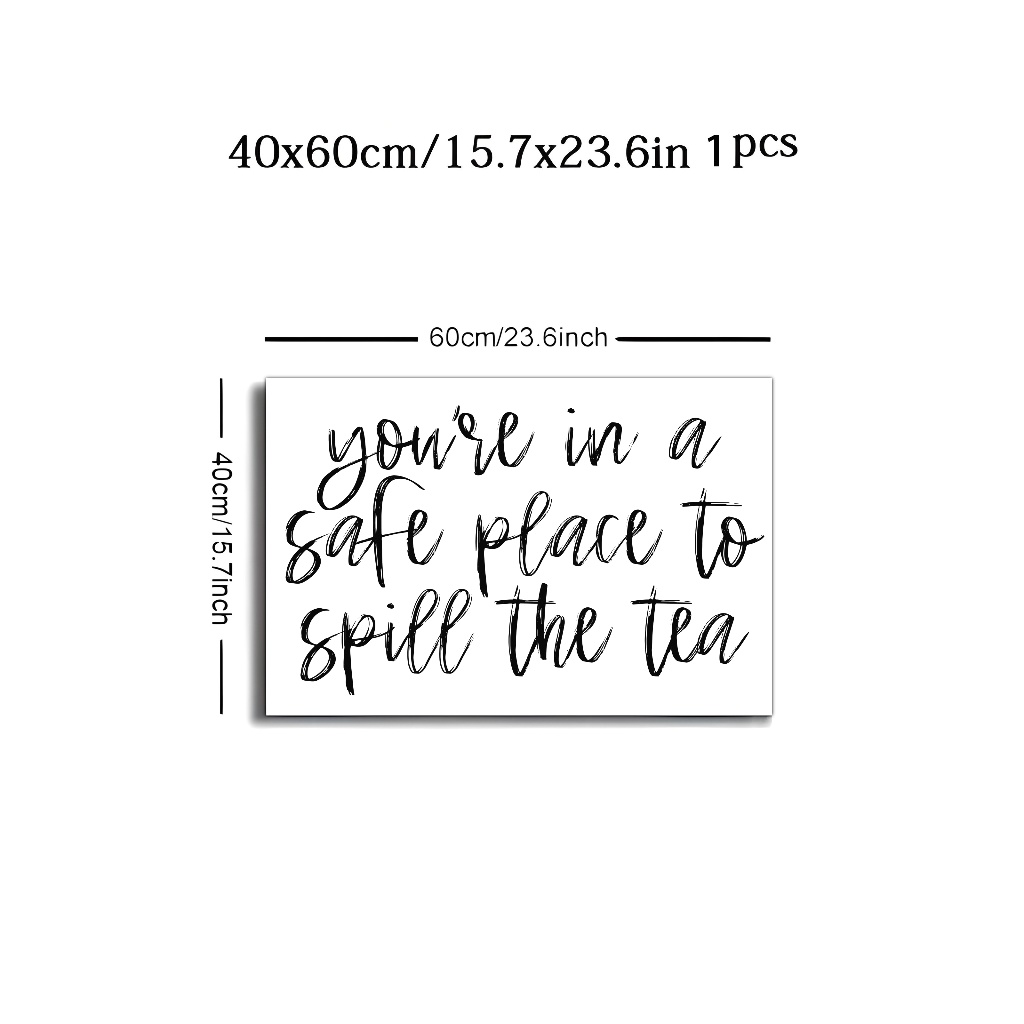 40x60cm/15.7x23.6in 1pcs
60cm/23.6inch
40cm/15.7inch
you're in a
safe place to
spill the tea